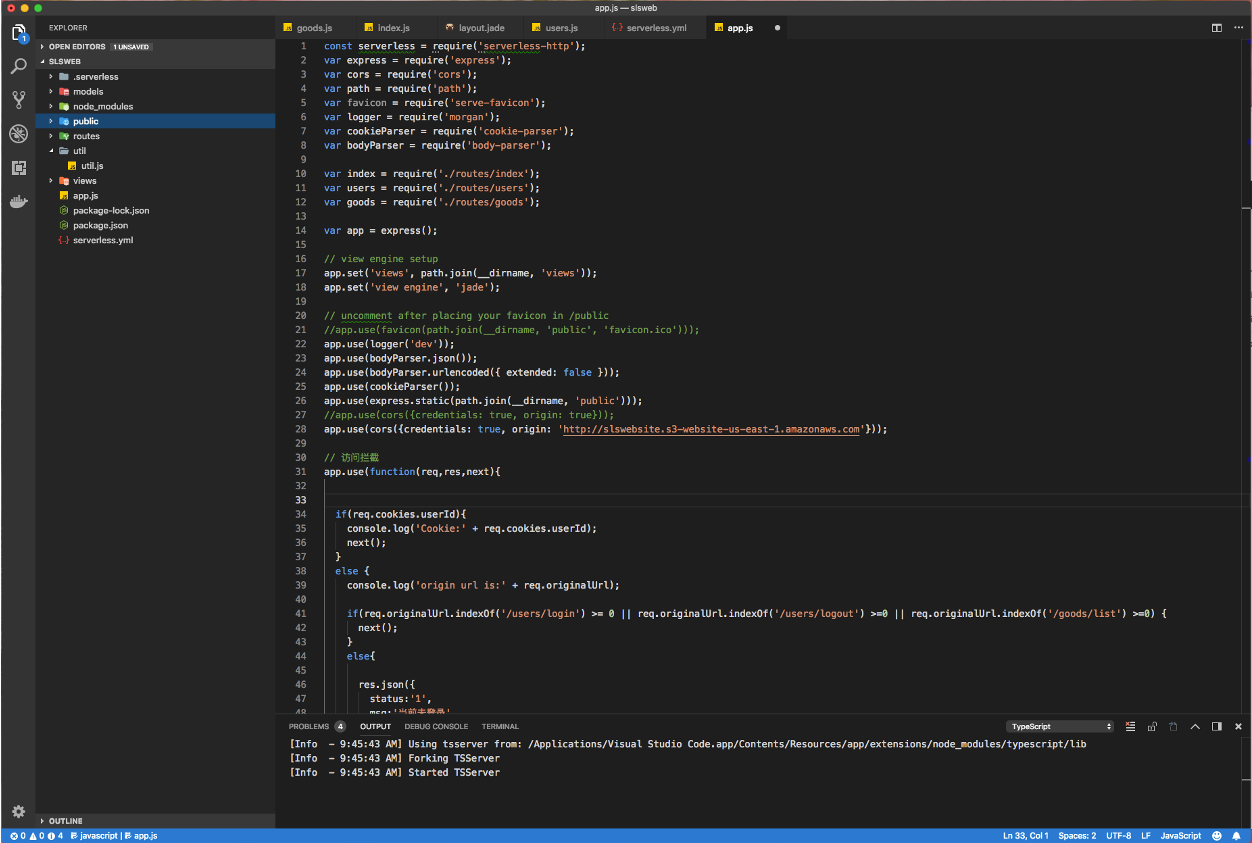 app.js — slsweb
EXPLORER
OPEN EDITORS 1 UNSAVED
SLSWEB
.serverless
models
node_modules
public
routes
util
util.js
views
app.js
package-lock.json
package.json
serverless.yml
OUTLINE
goods.js index.js layout.jade users.js serverless.yml app.js
1 const serverless = require('serverless-http');
2 var express = require('express');
3 var cors = require('cors');
4 var path = require('path');
5 var favicon = require('serve-favicon');
6 var logger = require('morgan');
7 var cookieParser = require('cookie-parser');
8 var bodyParser = require('body-parser');
9
10 var index = require('./routes/index');
11 var users = require('./routes/users');
12 var goods = require('./routes/goods');
13
14 var app = express();
15
16 // view engine setup
17 app.set('views', path.join(__dirname, 'views'));
18 app.set('view engine', 'jade');
19
20 // uncomment after placing your favicon in /public
21 //app.use(favicon(path.join(__dirname, 'public', 'favicon.ico')));
22 app.use(logger('dev'));
23 app.use(bodyParser.json());
24 app.use(bodyParser.urlencoded({ extended: false }));
25 app.use(cookieParser());
26 app.use(express.static(path.join(__dirname, 'public')));
27 //app.use(cors({credentials: true, origin: true}));
28 app.use(cors({credentials: true, origin: 'http://slswebsite.s3-website-us-east-1.amazonaws.com'}));
29
30 // 访问拦截
31 app.use(function(req,res,next){
32
33
34 if(req.cookies.userId){
35 console.log('Cookie:' + req.cookies.userId);
36 next();
37 }
38 else {
39 console.log('origin url is:' + req.originalUrl);
40
41 if(req.originalUrl.indexOf('/users/login') >= 0 || req.originalUrl.indexOf('/users/logout') >=0 || req.originalUrl.indexOf('/goods/list') >=0) {
42 next();
43 }
44 else{
45
46 res.json({
47 status:'1',
48 msg:'当前未登录',
PROBLEMS 4 OUTPUT DEBUG CONSOLE TERMINAL TypeScript
[Info  - 9:45:43 AM] Using tsserver from: /Applications/Visual Studio Code.app/Contents/Resources/app/extensions/node_modules/typescript/lib
[Info  - 9:45:43 AM] Forking TSServer
[Info  - 9:45:43 AM] Started TSServer
0 0 4 javascript | app.js Ln 33, Col 1 Spaces: 2 UTF-8 LF JavaScript